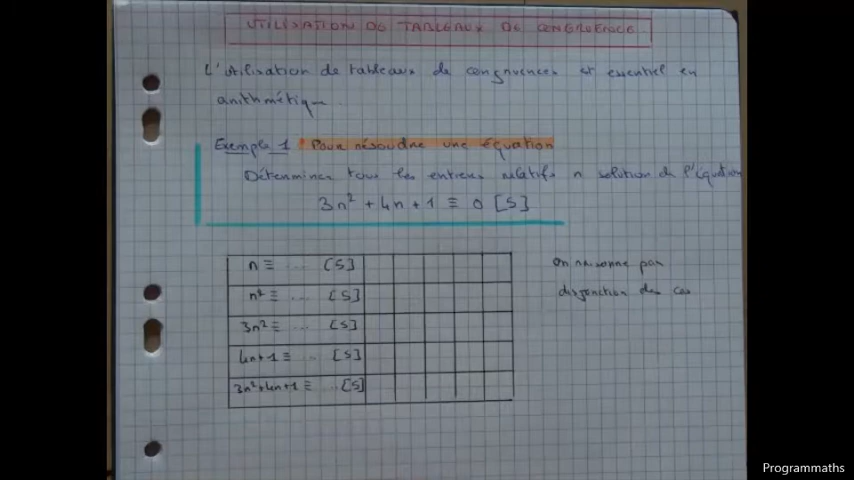 UTILISATION DE TABLEAUX DE CONGRUENCE
L'utilisation de tableaux de congruences est essentiel en
arithmétique.
Exemple 1 : Pour résoudre une équation
Déterminer tous les entiers relatifs n solution de l'équation
3n² + 4n + 1 ≡ 0 [5]
n ≡ ... [5]
n² ≡ ... [5]
3n² ≡ ... [5]
4n+1 ≡ .. [5]
3n²+4n+1 ≡ ..[5]
On raisonne par
disjonction des cas
Programmaths